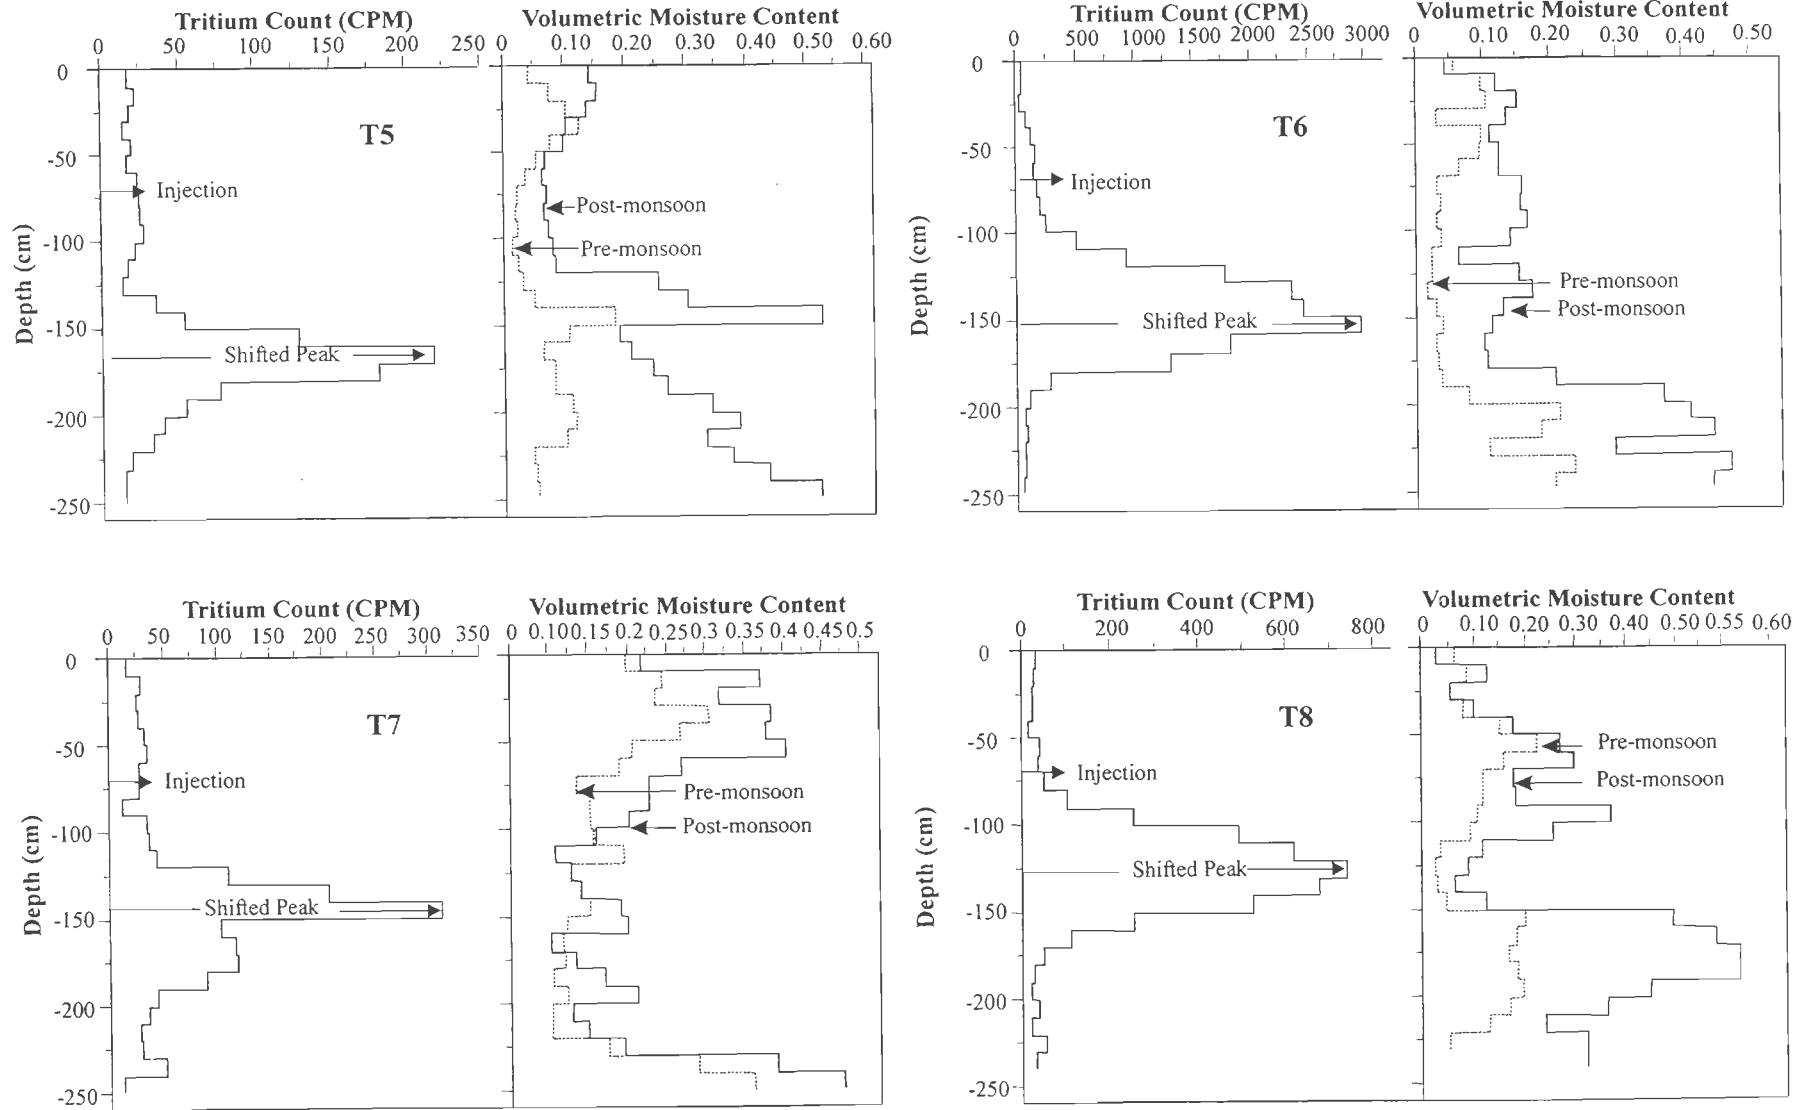 Tritium Count (CPM)
0 50 100 150 200 250
Volumetric Moisture Content
0 0.10 0.20 0.30 0.40 0.50 0.60
0
-50
-100
-150
-200
-250
Depth (cm)
T5
Injection
Shifted Peak
Post-monsoon
Pre-monsoon
Tritium Count (CPM)
0 500 1000 1500 2000 2500 3000
Volumetric Moisture Content
0 0.10 0.20 0.30 0.40 0.50
0
-50
-100
-150
-200
-250
Depth (cm)
T6
Injection
Shifted Peak
Pre-monsoon
Post-monsoon
Tritium Count (CPM)
0 50 100 150 200 250 300 350
Volumetric Moisture Content
0 0.100 0.15 0.2 0.25 0.3 0.35 0.4 0.45 0.5
0
-50
-100
-150
-200
-250
Depth (cm)
T7
Injection
Shifted Peak
Pre-monsoon
Post-monsoon
Tritium Count (CPM)
0 200 400 600 800
Volumetric Moisture Content
0 0.10 0.20 0.30 0.40 0.50 0.55 0.60
0
-50
-100
-150
-200
-250
Depth (cm)
T8
Injection
Shifted Peak
Pre-monsoon
Post-monsoon